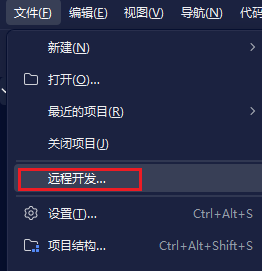 文件(F) 编辑(E) 视图(V) 导航(N) 代码
新建(N)
打开(O)...
最近的项目(R)
关闭项目(J)
远程开发...
设置(T)... Ctrl+Alt+S
项目结构... Ctrl+Alt+Shift+S